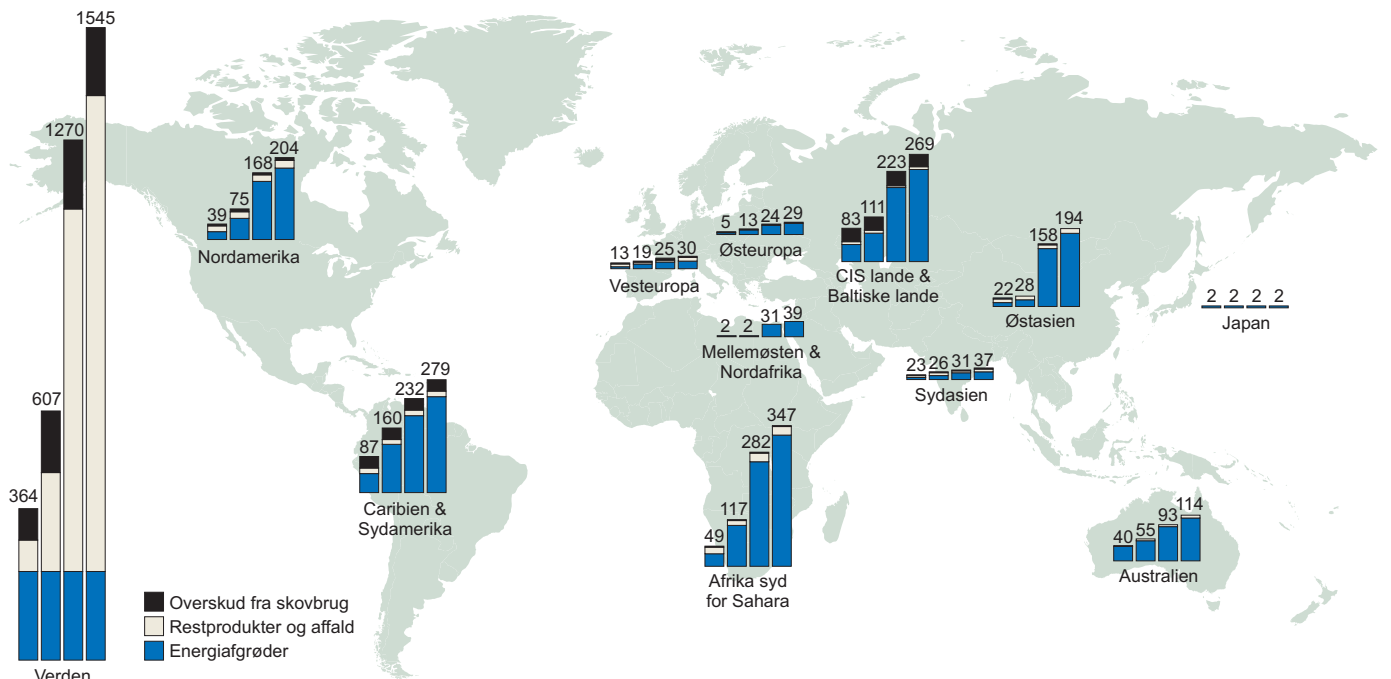 1545
1270
607
364
Verden
Overskud fra skovbrug
Restprodukter og affald
Energiafgrøder
39 75 168 204
Nordamerika
87 160 232 279
Caribien &
Sydamerika
13 19 25 30
Vesteuropa
5 13 24 29
Østeuropa
2 2 31 39
Mellemøsten &
Nordafrika
49 117 282 347
Afrika syd
for Sahara
83 111 223 269
CIS lande &
Baltiske lande
23 26 31 37
Sydasien
22 28 158 194
Østasien
2 2 2 2
Japan
40 55 93 114
Australien